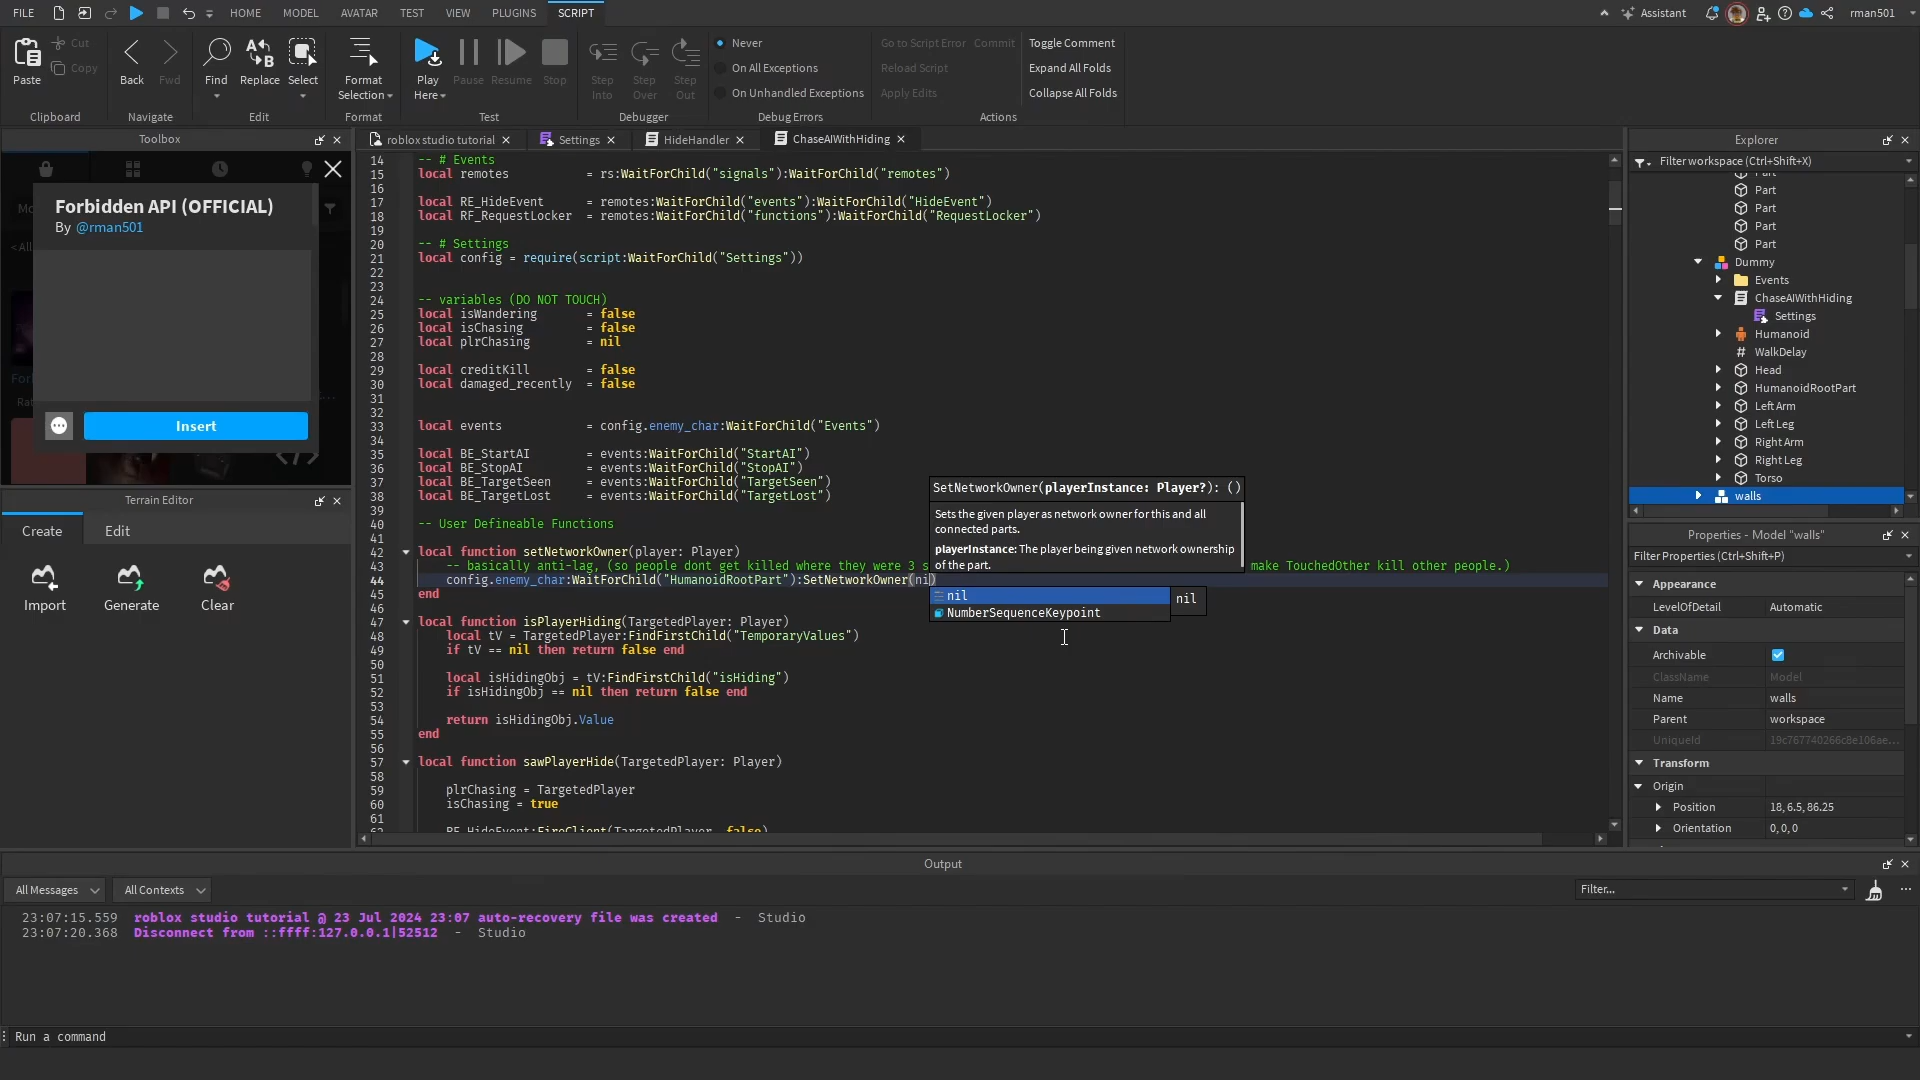 FILE HOME MODEL AVATAR TEST VIEW PLUGINS SCRIPT Assistant rman501
Paste Cut Copy Back Fwd Find Replace Select Format Selection Play Here Pause Resume Stop Step Into Step Over Step Out
Never Go to Script Error Commit Toggle Comment
On All Exceptions Reload Script Expand All Folds
On Unhandled Exceptions Apply Edits Collapse All Folds
Clipboard Navigate Edit Format Test Debugger Debug Errors Actions
Toolbox
Forbidden API (OFFICIAL)
By @rman501
Insert
Terrain Editor
Create Edit
Import Generate Clear
roblox studio tutorial Settings HideHandler ChaseAIWithHiding
14 -- # Events
15 local remotes = rs:WaitForChild("signals"):WaitForChild("remotes")
16
17 local RE_HideEvent = remotes:WaitForChild("events"):WaitForChild("HideEvent")
18 local RF_RequestLocker = remotes:WaitForChild("functions"):WaitForChild("RequestLocker")
19
20 -- # Settings
21 local config = require(script:WaitForChild("Settings"))
22
23
24 -- variables (DO NOT TOUCH)
25 local isWandering = false
26 local isChasing = false
27 local plrChasing = nil
28
29 local creditKill = false
30 local damaged_recently = false
31
32
33 local events = config.enemy_char:WaitForChild("Events")
34
35 local BE_StartAI = events:WaitForChild("StartAI")
36 local BE_StopAI = events:WaitForChild("StopAI")
37 local BE_TargetSeen = events:WaitForChild("TargetSeen")
38 local BE_TargetLost = events:WaitForChild("TargetLost")
39
40 -- User Defineable Functions
41
42 local function setNetworkOwner(player: Player)
43 -- basically anti-lag, (so people dont get killed where they were 3 s make TouchedOther kill other people.)
44 config.enemy_char:WaitForChild("HumanoidRootPart"):SetNetworkOwner(ni)
45 end
46
47 local function isPlayerHiding(TargetedPlayer: Player)
48 local tV = TargetedPlayer:FindFirstChild("TemporaryValues")
49 if tV == nil then return false end
50
51 local isHidingObj = tV:FindFirstChild("isHiding")
52 if isHidingObj == nil then return false end
53
54 return isHidingObj.Value
55 end
56
57 local function sawPlayerHide(TargetedPlayer: Player)
58
59 plrChasing = TargetedPlayer
60 isChasing = true
61
62 RE_HideEvent:FireClient(TargetedPlayer, false)
SetNetworkOwner(playerInstance: Player?): ()
Sets the given player as network owner for this and all
connected parts.
playerInstance: The player being given network ownership
of the part.
nil nil
NumberSequenceKeypoint
Explorer
Filter workspace (Ctrl+Shift+X)
Part
Part
Part
Part
Part
Dummy
Events
ChaseAIWithHiding
Settings
Humanoid
# WalkDelay
Head
HumanoidRootPart
Left Arm
Left Leg
Right Arm
Right Leg
Torso
walls
Properties - Model "walls"
Filter Properties (Ctrl+Shift+P)
Appearance
LevelOfDetail Automatic
Data
Archivable
ClassName Model
Name walls
Parent workspace
UniqueId 19c767740266c8e106ae...
Transform
Origin
Position 18, 6.5, 86.25
Orientation 0, 0, 0
Output
All Messages All Contexts Filter...
23:07:15.559 roblox studio tutorial @ 23 Jul 2024 23:07 auto-recovery file was created - Studio
23:07:20.368 Disconnect from ::ffff:127.0.0.1|52512 - Studio
Run a command